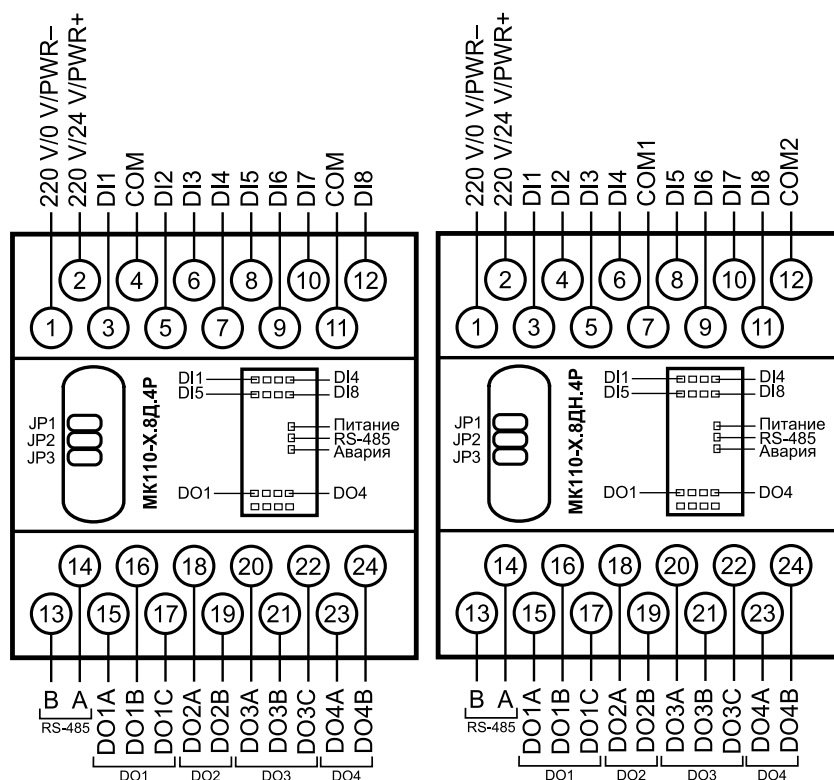 220 V/0 V/PWR–
220 V/24 V/PWR+
DI1
COM
DI2
DI3
DI4
DI5
DI6
DI7
COM
DI8
2 4 6 8 10 12
1 3 5 7 9 11
JP1
JP2
JP3
МК110-Х.8Д.4Р
DI1 DI4
DI5 DI8
Питание
RS-485
Авария
DO1 DO4
14 16 18 20 22 24
13 15 17 19 21 23
B
A
DO1A
DO1B
DO1C
DO2A
DO2B
DO3A
DO3B
DO3C
DO4A
DO4B
RS-485
DO1 DO2 DO3 DO4
220 V/0 V/PWR–
220 V/24 V/PWR+
DI1
DI2
DI3
DI4
COM1
DI5
DI6
DI7
DI8
COM2
2 4 6 8 10 12
1 3 5 7 9 11
JP1
JP2
JP3
МК110-Х.8ДН.4Р
DI1 DI4
DI5 DI8
Питание
RS-485
Авария
DO1 DO4
14 16 18 20 22 24
13 15 17 19 21 23
B
A
DO1A
DO1B
DO1C
DO2A
DO2B
DO3A
DO3B
DO3C
DO4A
DO4B
RS-485
DO1 DO2 DO3 DO4